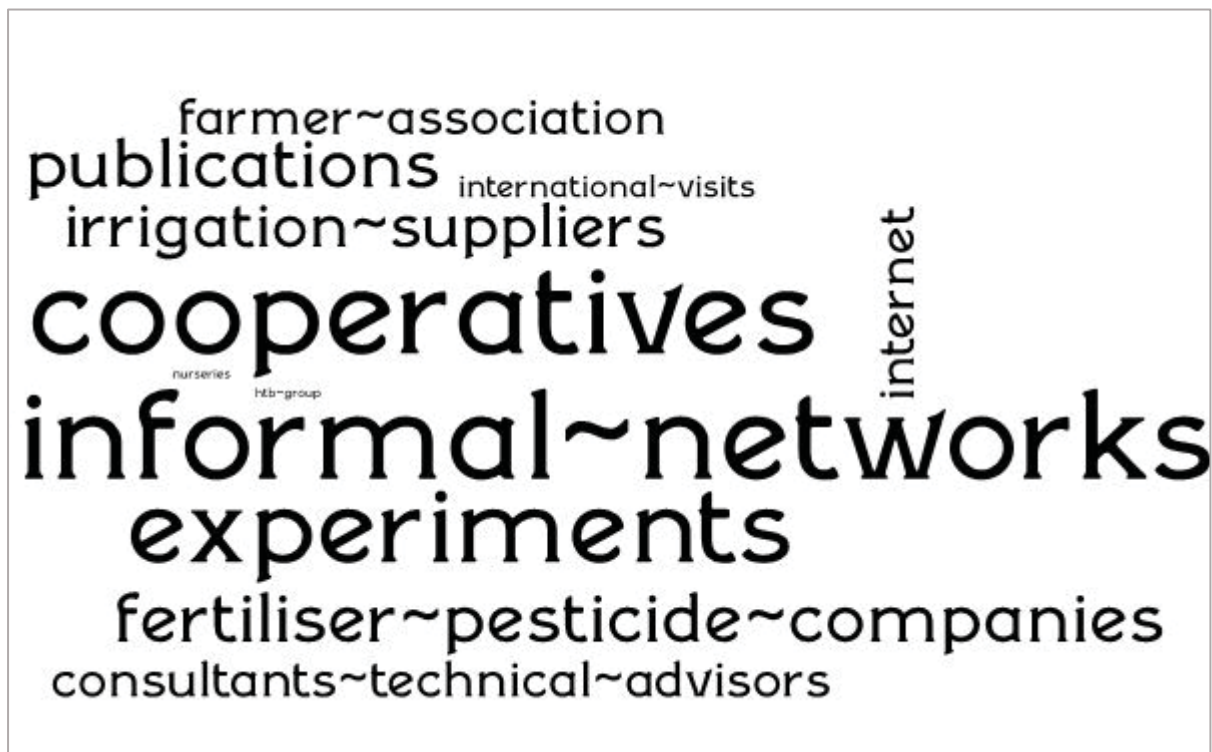 farmer~association
publications
international~visits
irrigation~suppliers
internet
cooperatives
nurseries
htb~group
informal~networks
experiments
fertiliser~pesticide~companies
consultants~technical~advisors